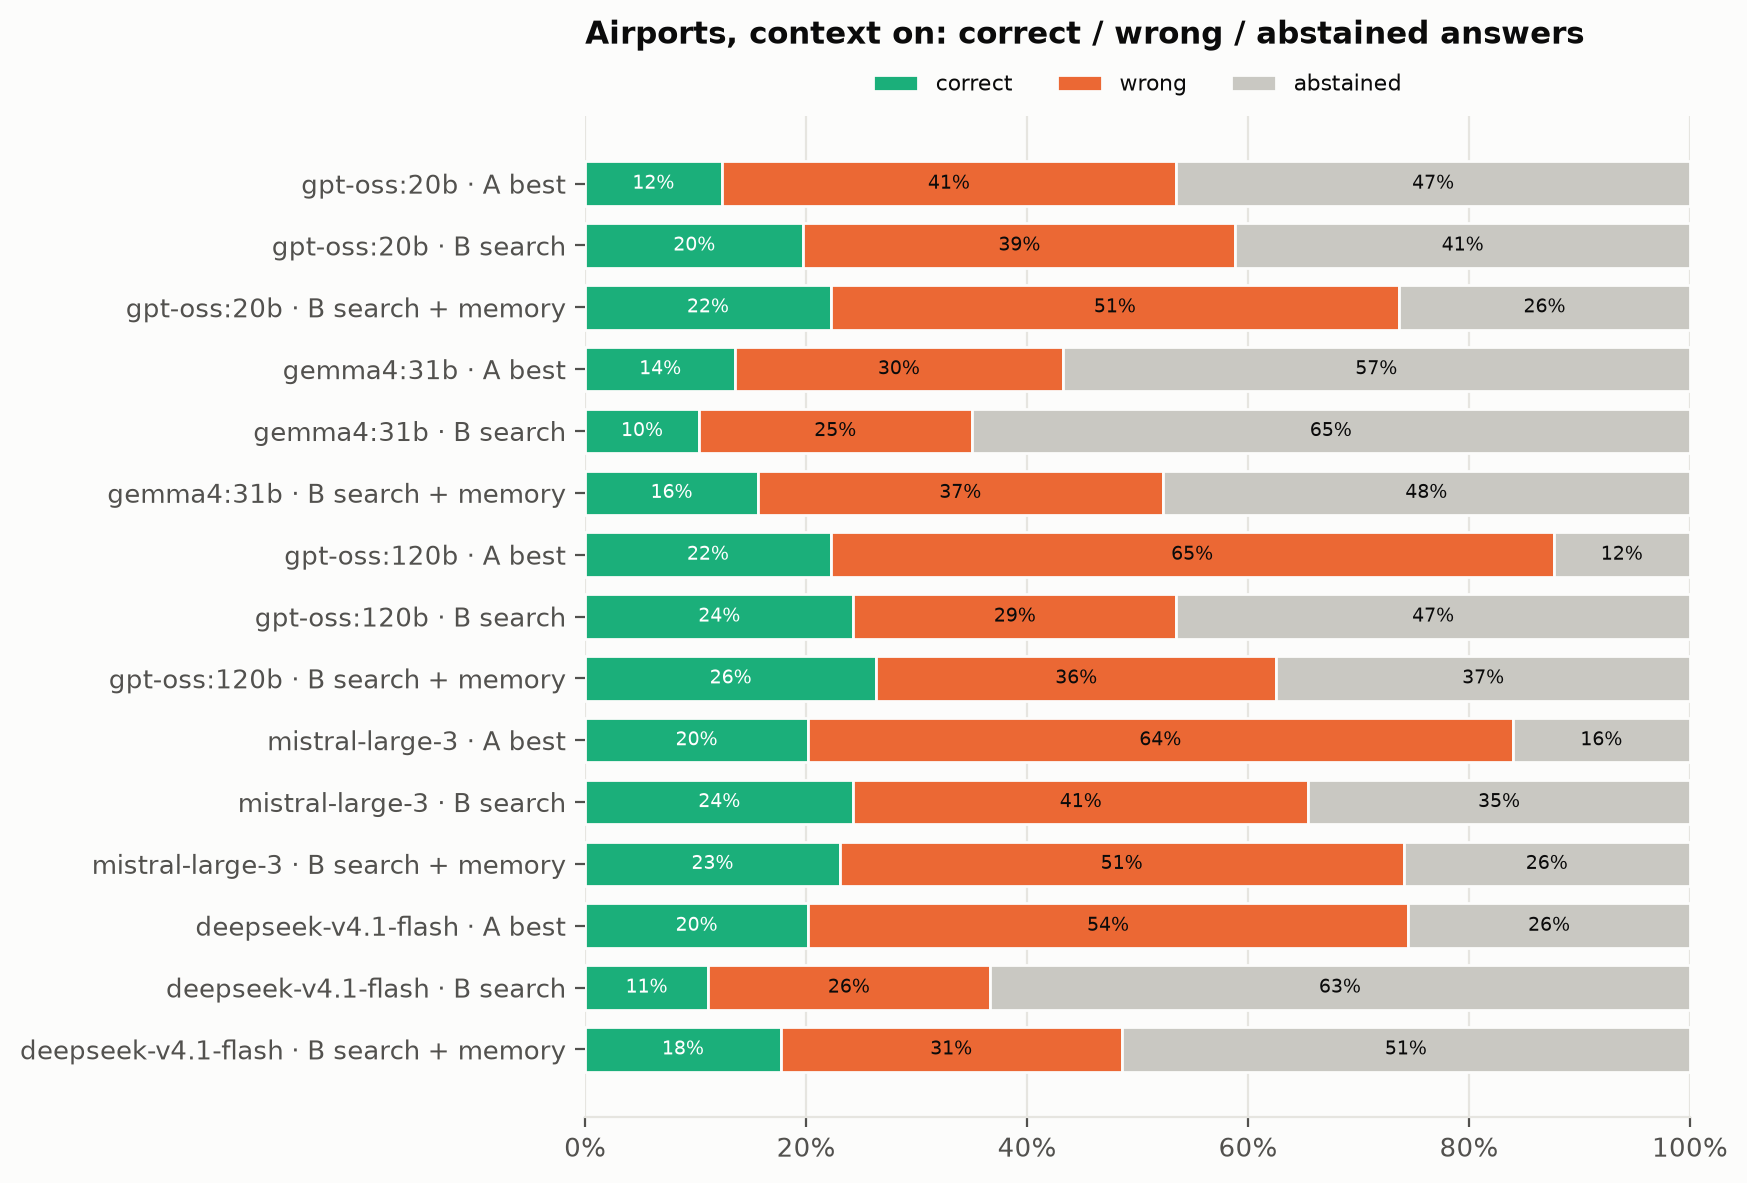 Airports, context on: correct / wrong / abstained answers
correct wrong abstained
gpt-oss:20b · A best 12% 41% 47%
gpt-oss:20b · B search 20% 39% 41%
gpt-oss:20b · B search + memory 22% 51% 26%
gemma4:31b · A best 14% 30% 57%
gemma4:31b · B search 10% 25% 65%
gemma4:31b · B search + memory 16% 37% 48%
gpt-oss:120b · A best 22% 65% 12%
gpt-oss:120b · B search 24% 29% 47%
gpt-oss:120b · B search + memory 26% 36% 37%
mistral-large-3 · A best 20% 64% 16%
mistral-large-3 · B search 24% 41% 35%
mistral-large-3 · B search + memory 23% 51% 26%
deepseek-v4.1-flash · A best 20% 54% 26%
deepseek-v4.1-flash · B search 11% 26% 63%
deepseek-v4.1-flash · B search + memory 18% 31% 51%
0% 20% 40% 60% 80% 100%